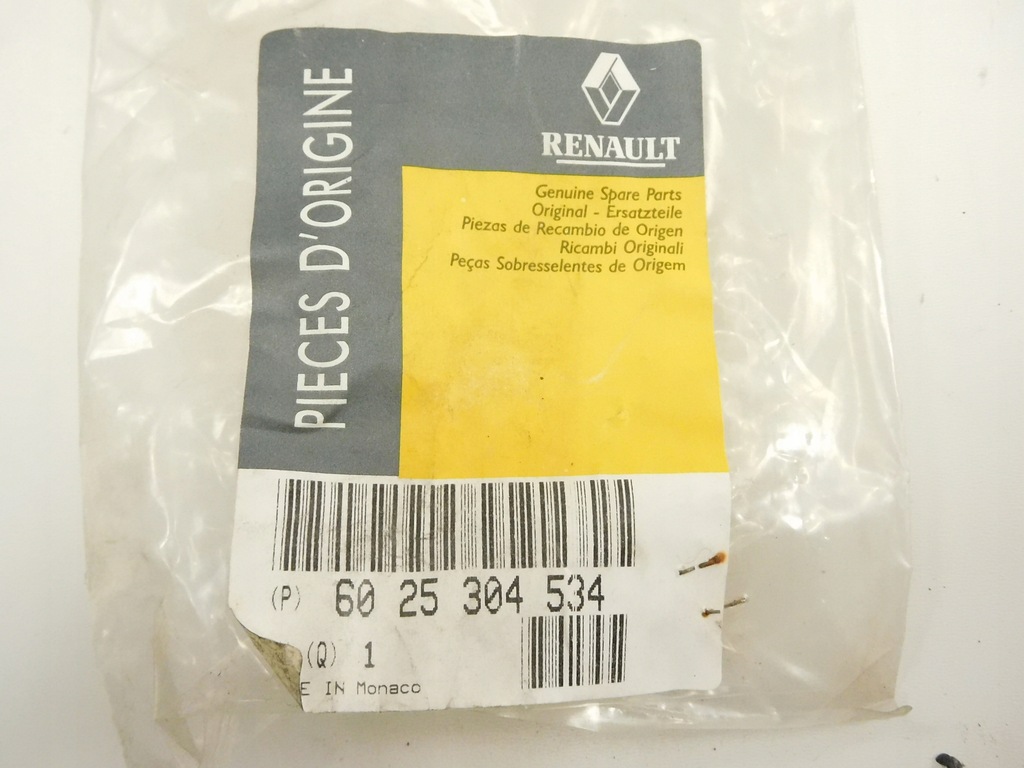 PIECES D'ORIGINE
RENAULT
Genuine Spare Parts
Original - Ersatzteile
Piezas de Recambio de Origen
Ricambi Originali
Peças Sobresselentes de Origem
(P) 60 25 304 534
(Q) 1
E IN Monaco